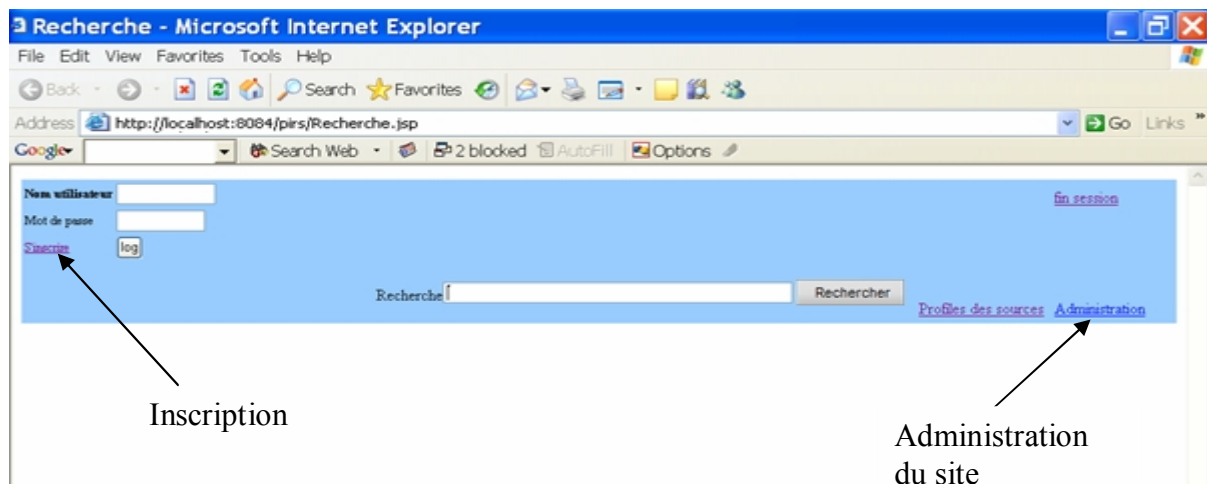 Recherche - Microsoft Internet Explorer
File Edit View Favorites Tools Help
Back Search Favorites
Address http://localhost:8084/pirs/Recherche.jsp Go Links »
Google Search Web 2 blocked AutoFill Options
Nom utilisateur fin session
Mot de passe
S'inscrire log
Recherche Rechercher
Profiles des sources Administration
Inscription
Administration
du site